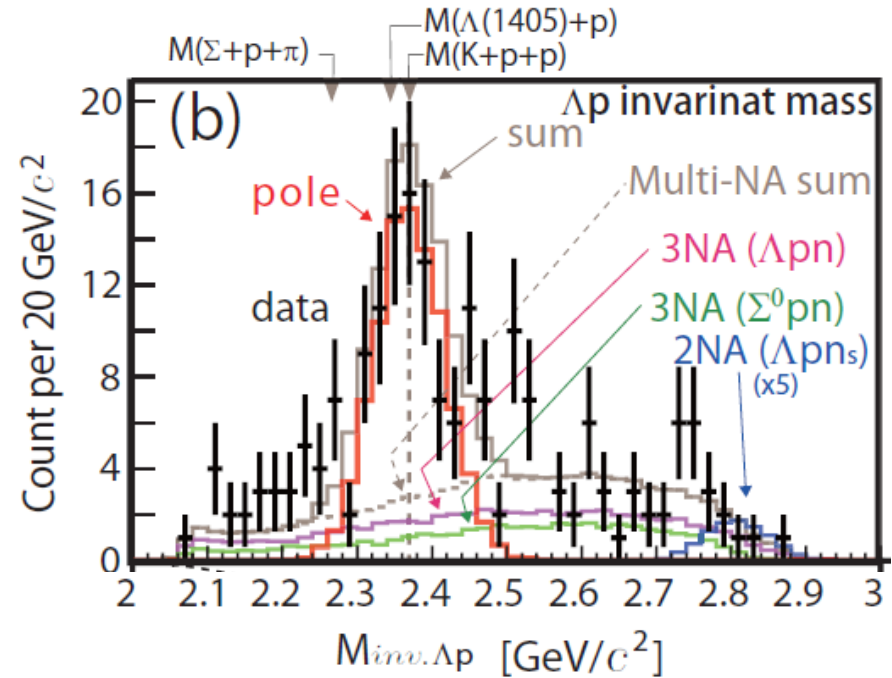 M(Λ(1405)+p)
M(Σ+p+π)
M(K+p+p)
(b)
Λp invarinat mass
sum
pole
Multi-NA sum
3NA (Λpn)
data
3NA (Σ⁰pn)
2NA (Λpnₛ)
(x5)
Count per 20 GeV/c²
20
16
12
8
4
0
2 2.1 2.2 2.3 2.4 2.5 2.6 2.7 2.8 2.9 3
M inv.Λp [GeV/c²]